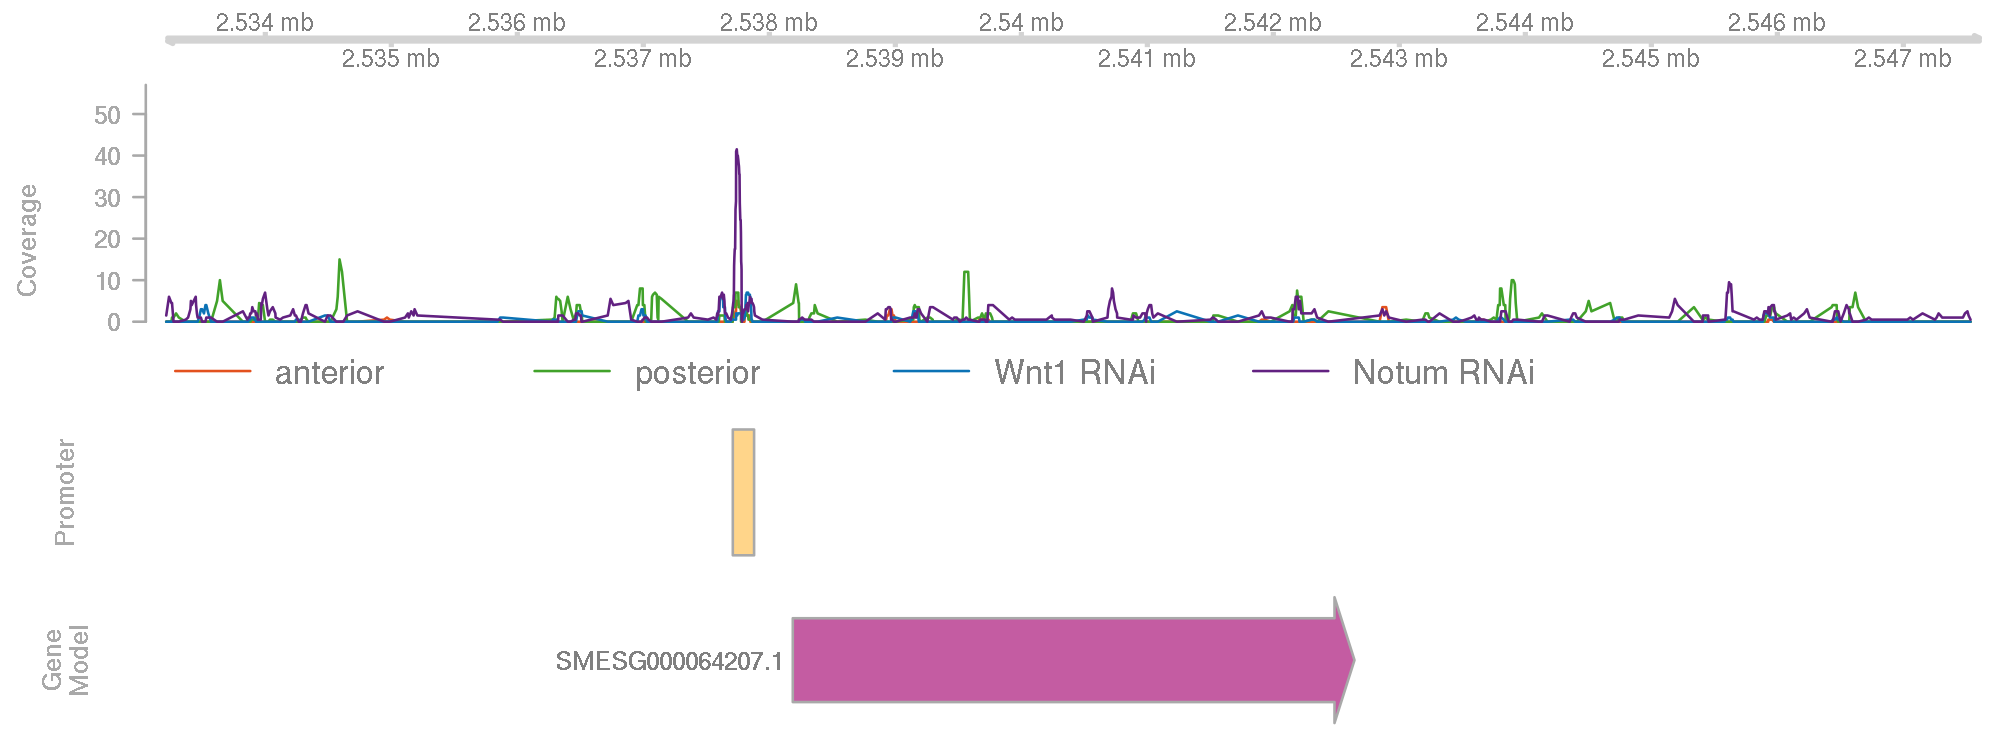 2.534 mb 2.536 mb 2.538 mb 2.54 mb 2.542 mb 2.544 mb 2.546 mb
2.535 mb 2.537 mb 2.539 mb 2.541 mb 2.543 mb 2.545 mb 2.547 mb
Coverage
50
40
30
20
10
0
anterior posterior Wnt1 RNAi Notum RNAi
Promoter
Gene
Model
SMESG000064207.1